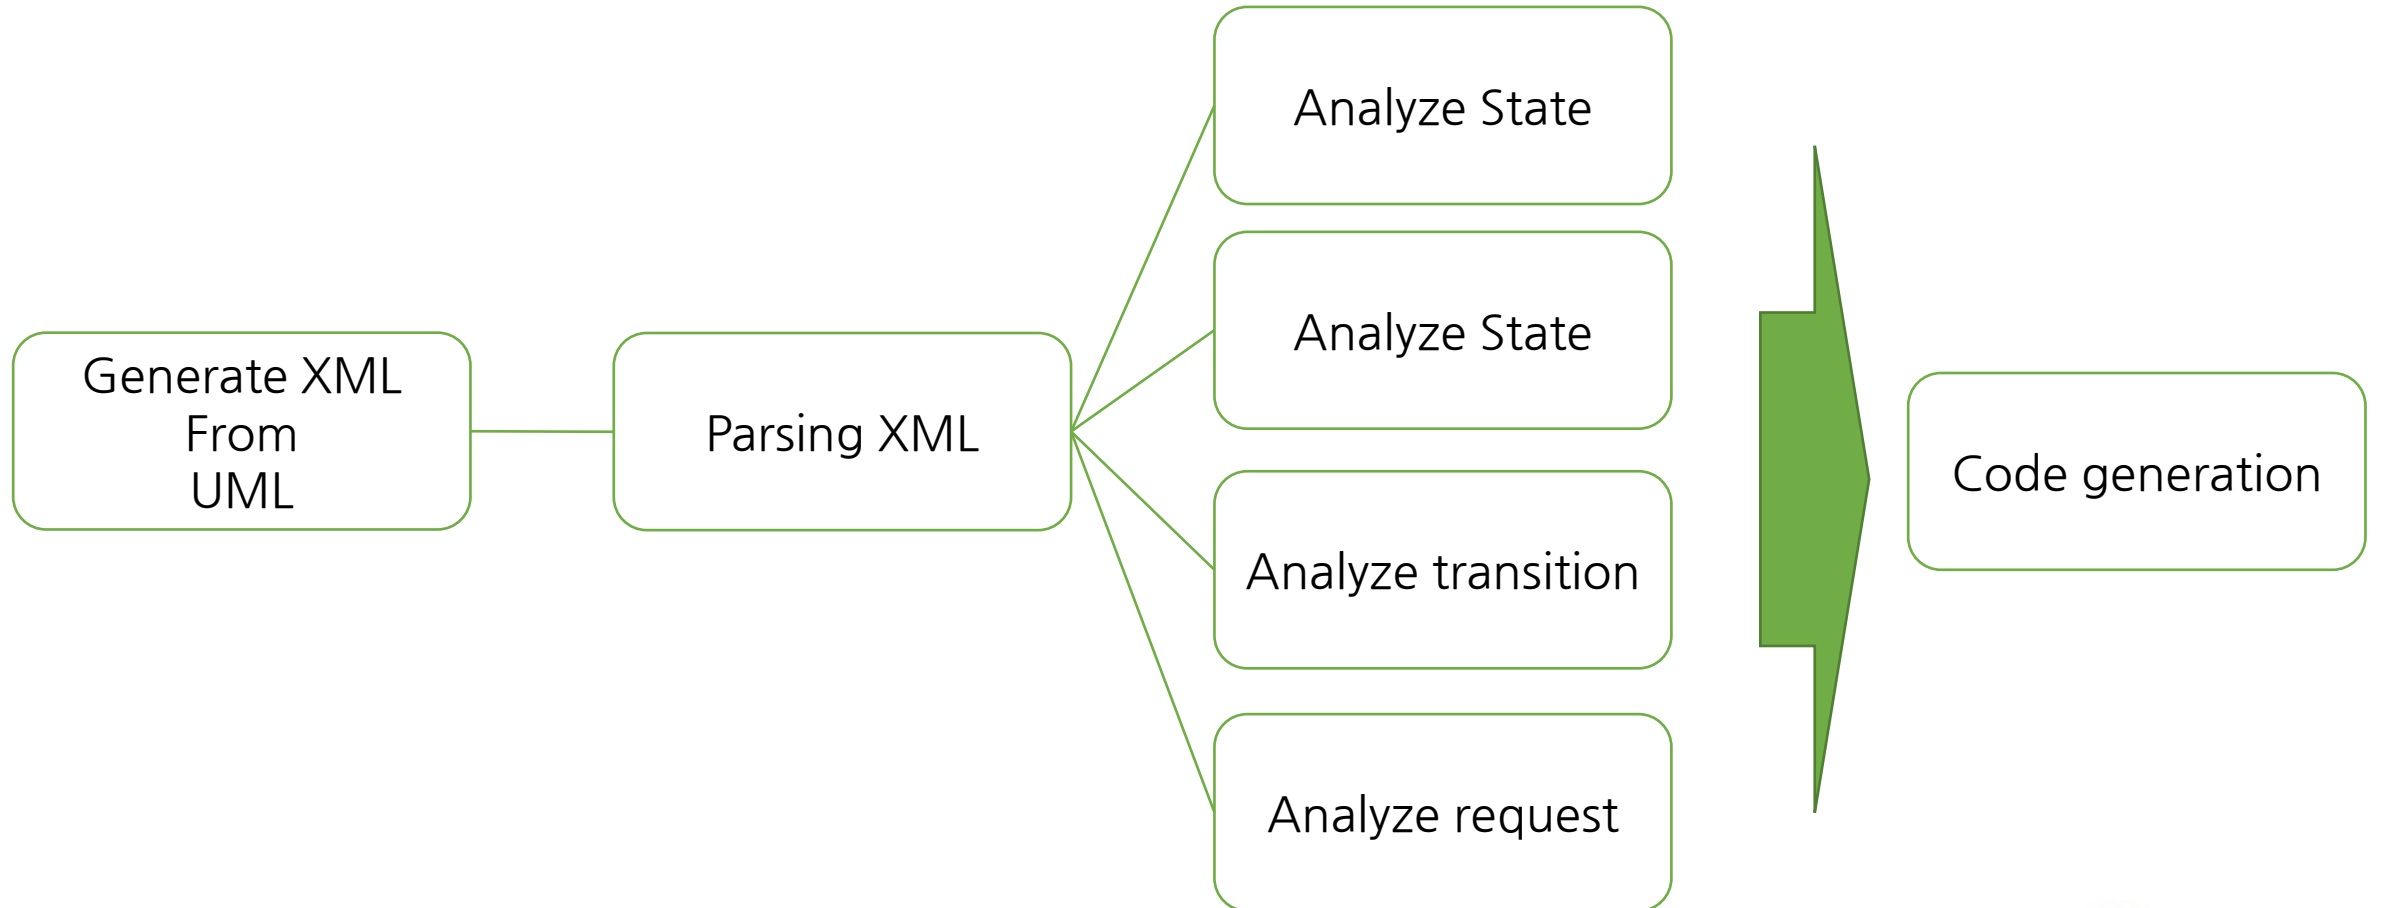 Generate XML
From
UML
Parsing XML
Analyze State
Analyze State
Analyze transition
Analyze request
Code generation